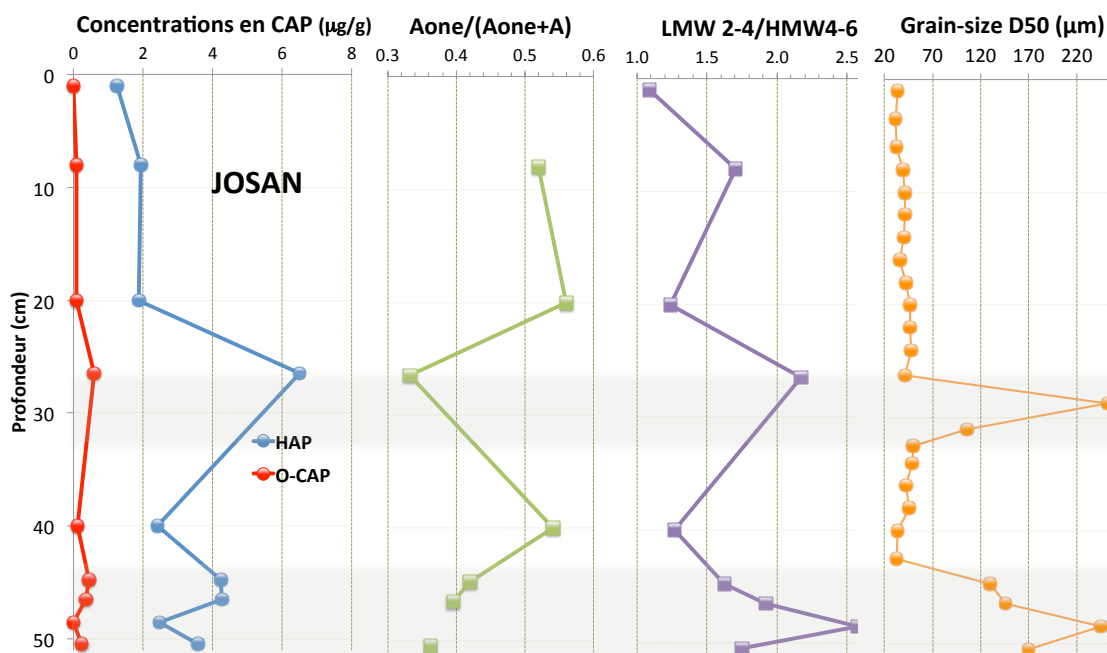 Concentrations en CAP (μg/g)
Aone/(Aone+A)
LMW 2-4/HMW4-6
Grain-size D50 (μm)
0 2 4 6 8
0.3 0.4 0.5 0.6
1.0 1.5 2.0 2.5
20 70 120 170 220
0
10
20
30
40
50
Profondeur (cm)
JOSAN
HAP
O-CAP